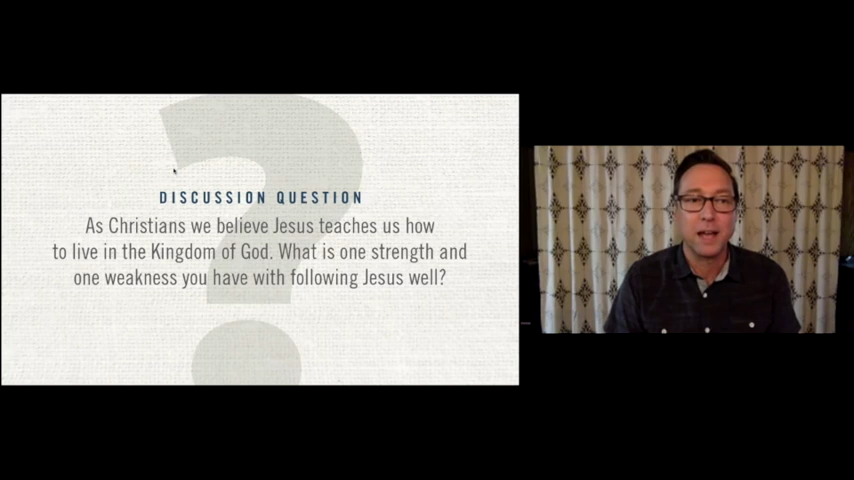 ?
DISCUSSION QUESTION
As Christians we believe Jesus teaches us how
to live in the Kingdom of God. What is one strength and
one weakness you have with following Jesus well?